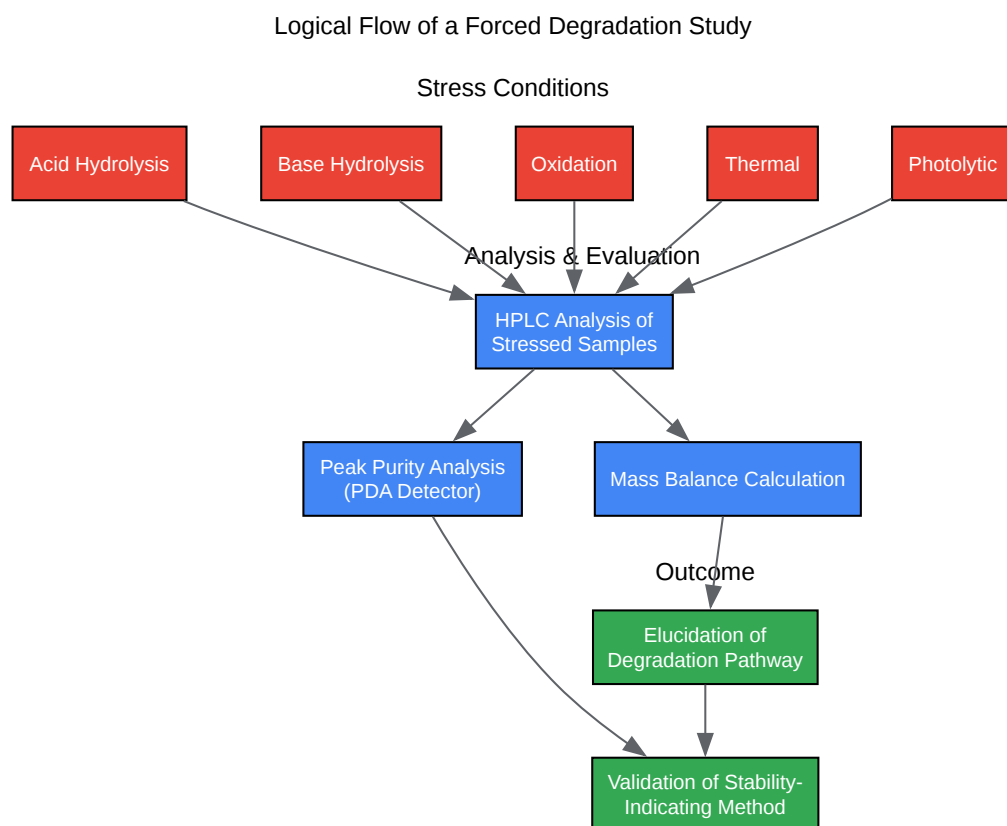 Logical Flow of a Forced Degradation Study
Stress Conditions
Acid Hydrolysis
Base Hydrolysis
Oxidation
Thermal
Photolytic
Analysis & Evaluation
HPLC Analysis of
Stressed Samples
Peak Purity Analysis
(PDA Detector)
Mass Balance Calculation
Outcome
Elucidation of
Degradation Pathway
Validation of Stability-
Indicating Method